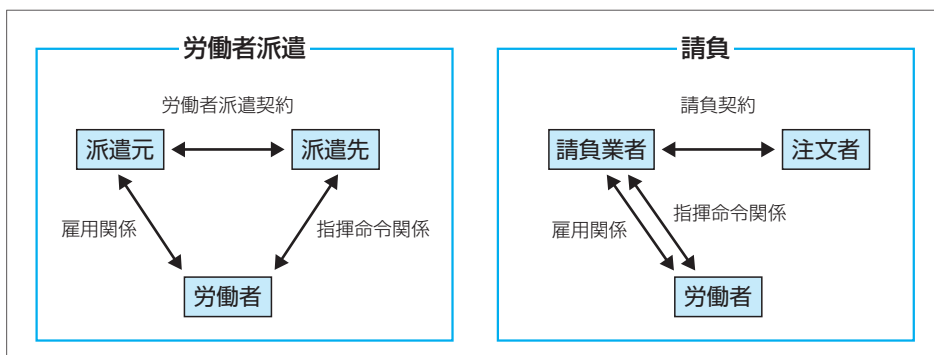 労働者派遣
労働者派遣契約
派遣元
派遣先
雇用関係
指揮命令関係
労働者
請負
請負契約
請負業者
注文者
指揮命令関係
雇用関係
労働者